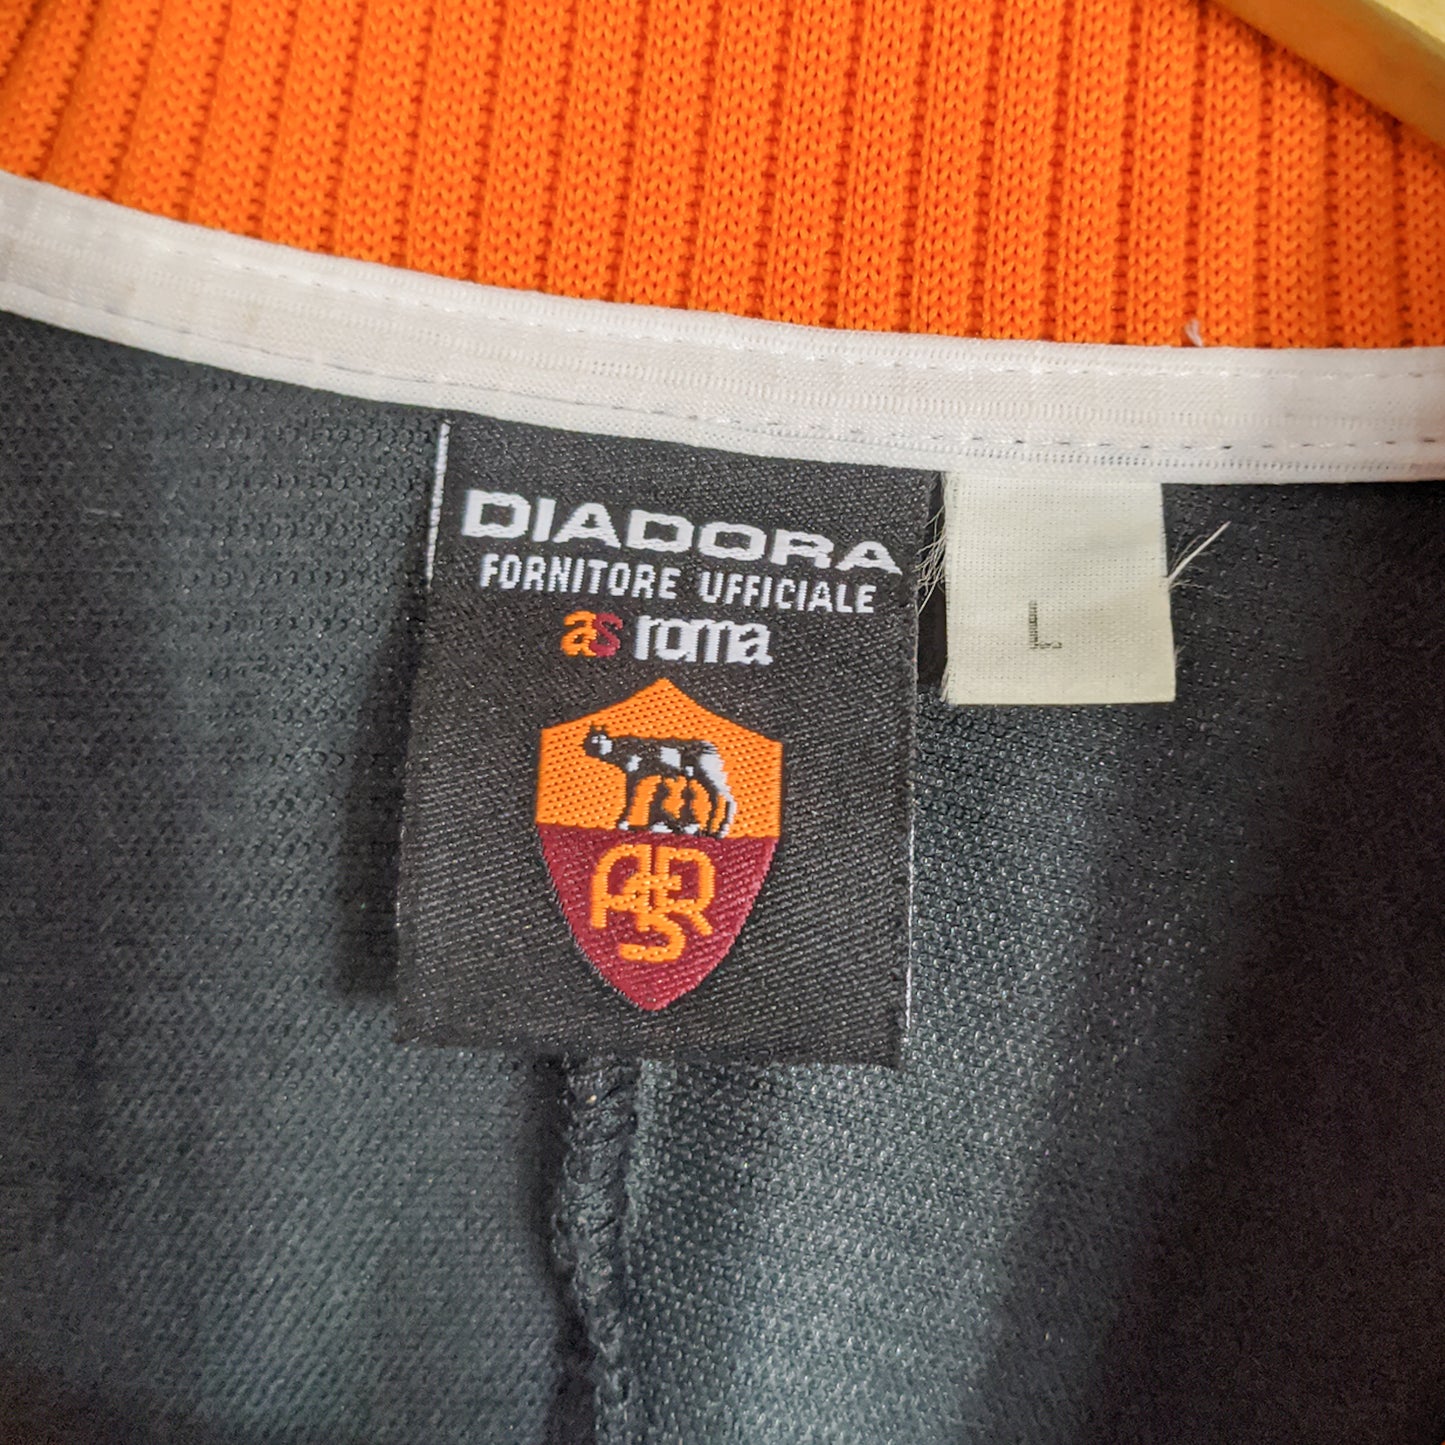 DIADORA
FORNITORE UFFICIALE
as roma
ASR
L